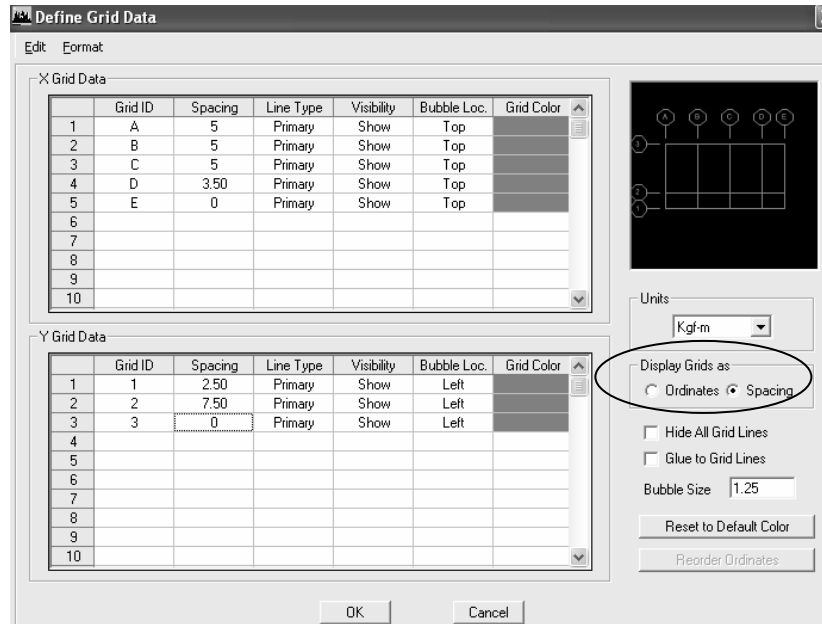 Define Grid Data
Edit Format
X Grid Data
Grid ID Spacing Line Type Visibility Bubble Loc. Grid Color
1 A 5 Primary Show Top
2 B 5 Primary Show Top
3 C 5 Primary Show Top
4 D 3.50 Primary Show Top
5 E 0 Primary Show Top
6
7
8
9
10
Y Grid Data
Grid ID Spacing Line Type Visibility Bubble Loc. Grid Color
1 1 2.50 Primary Show Left
2 2 7.50 Primary Show Left
3 3 0 Primary Show Left
4
5
6
7
8
9
10
A B C D E
3
2
1
Units
Kgf-m
Display Grids as
Ordinates Spacing
Hide All Grid Lines
Glue to Grid Lines
Bubble Size 1.25
Reset to Default Color
Reorder Ordinates
OK Cancel